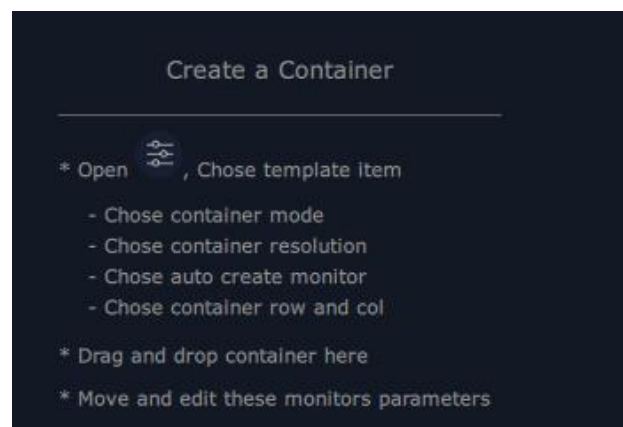 Create a Container
* Open , Chose template item
- Chose container mode
- Chose container resolution
- Chose auto create monitor
- Chose container row and col
* Drag and drop container here
* Move and edit these monitors parameters